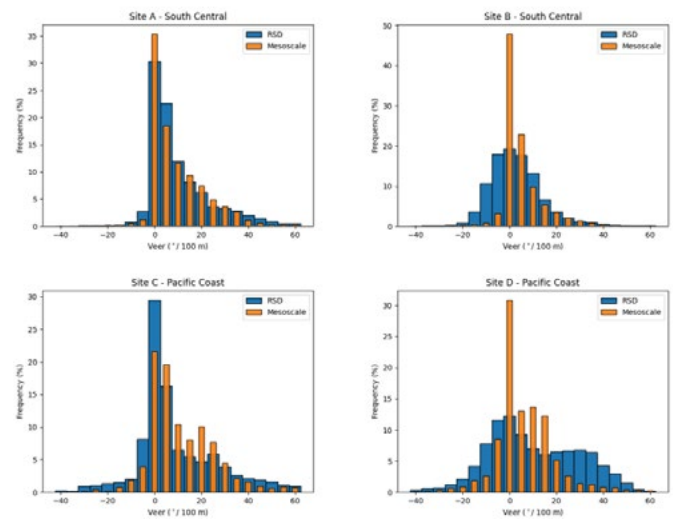 Site A - South Central
RSD
Mesoscale
Frequency (%)
35
30
25
20
15
10
5
0
-40 -20 0 20 40 60
Veer (°/ 100 m)
Site B - South Central
RSD
Mesoscale
Frequency (%)
50
40
30
20
10
0
-40 -20 0 20 40 60
Veer (°/ 100 m)
Site C - Pacific Coast
RSD
Mesoscale
Frequency (%)
30
25
20
15
10
5
0
-40 -20 0 20 40 60
Veer (°/ 100 m)
Site D - Pacific Coast
RSD
Mesoscale
Frequency (%)
30
25
20
15
10
5
0
-40 -20 0 20 40 60
Veer (°/ 100 m)